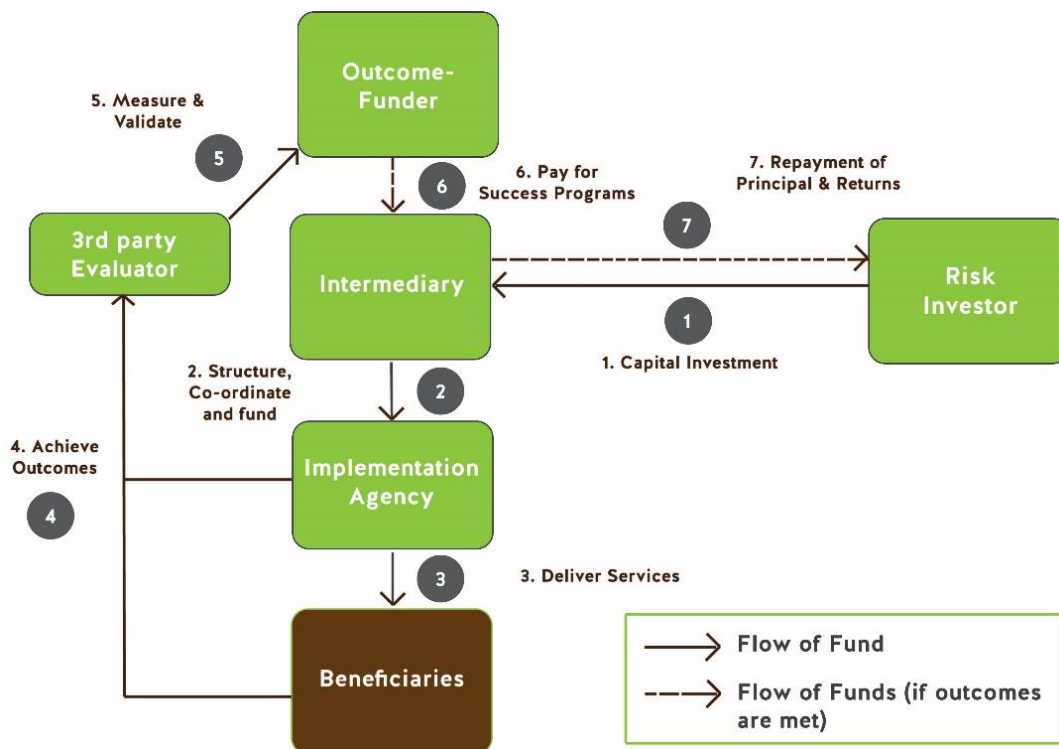 Outcome-
Funder
5. Measure &
Validate
5
6
6. Pay for
Success Programs
7. Repayment of
Principal & Returns
7
3rd party
Evaluator
Intermediary
Risk
Investor
1
1. Capital Investment
2. Structure,
Co-ordinate
and fund
2
4. Achieve
Outcomes
4
Implementation
Agency
3
3. Deliver Services
Beneficiaries
Flow of Fund
Flow of Funds (if outcomes
are met)